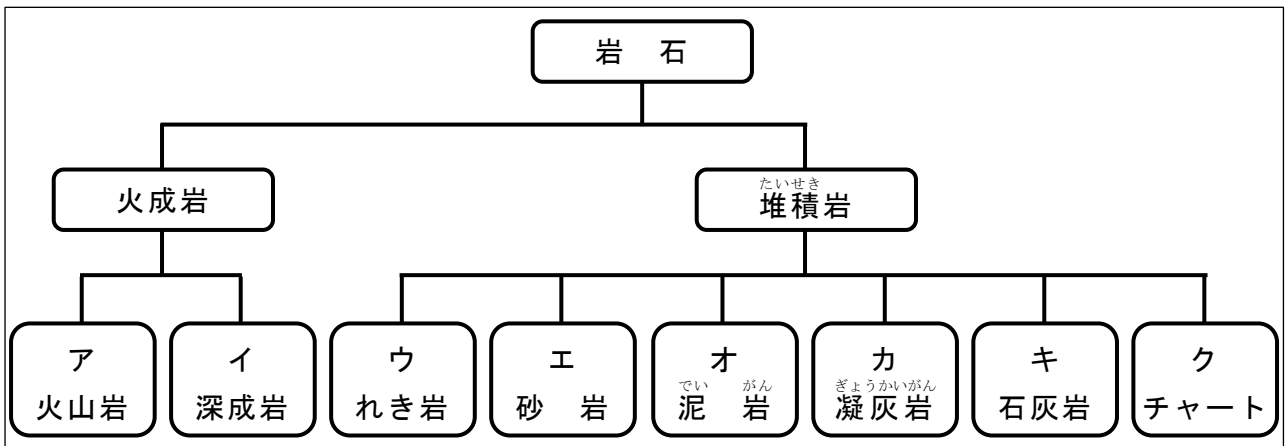 岩　石
火成岩
たいせき
堆積岩
ア
火山岩
イ
深成岩
ウ
れき岩
エ
砂　岩
オ
でい　がん
泥　岩
カ
ぎょうかいがん
凝灰岩
キ
石灰岩
ク
チャート